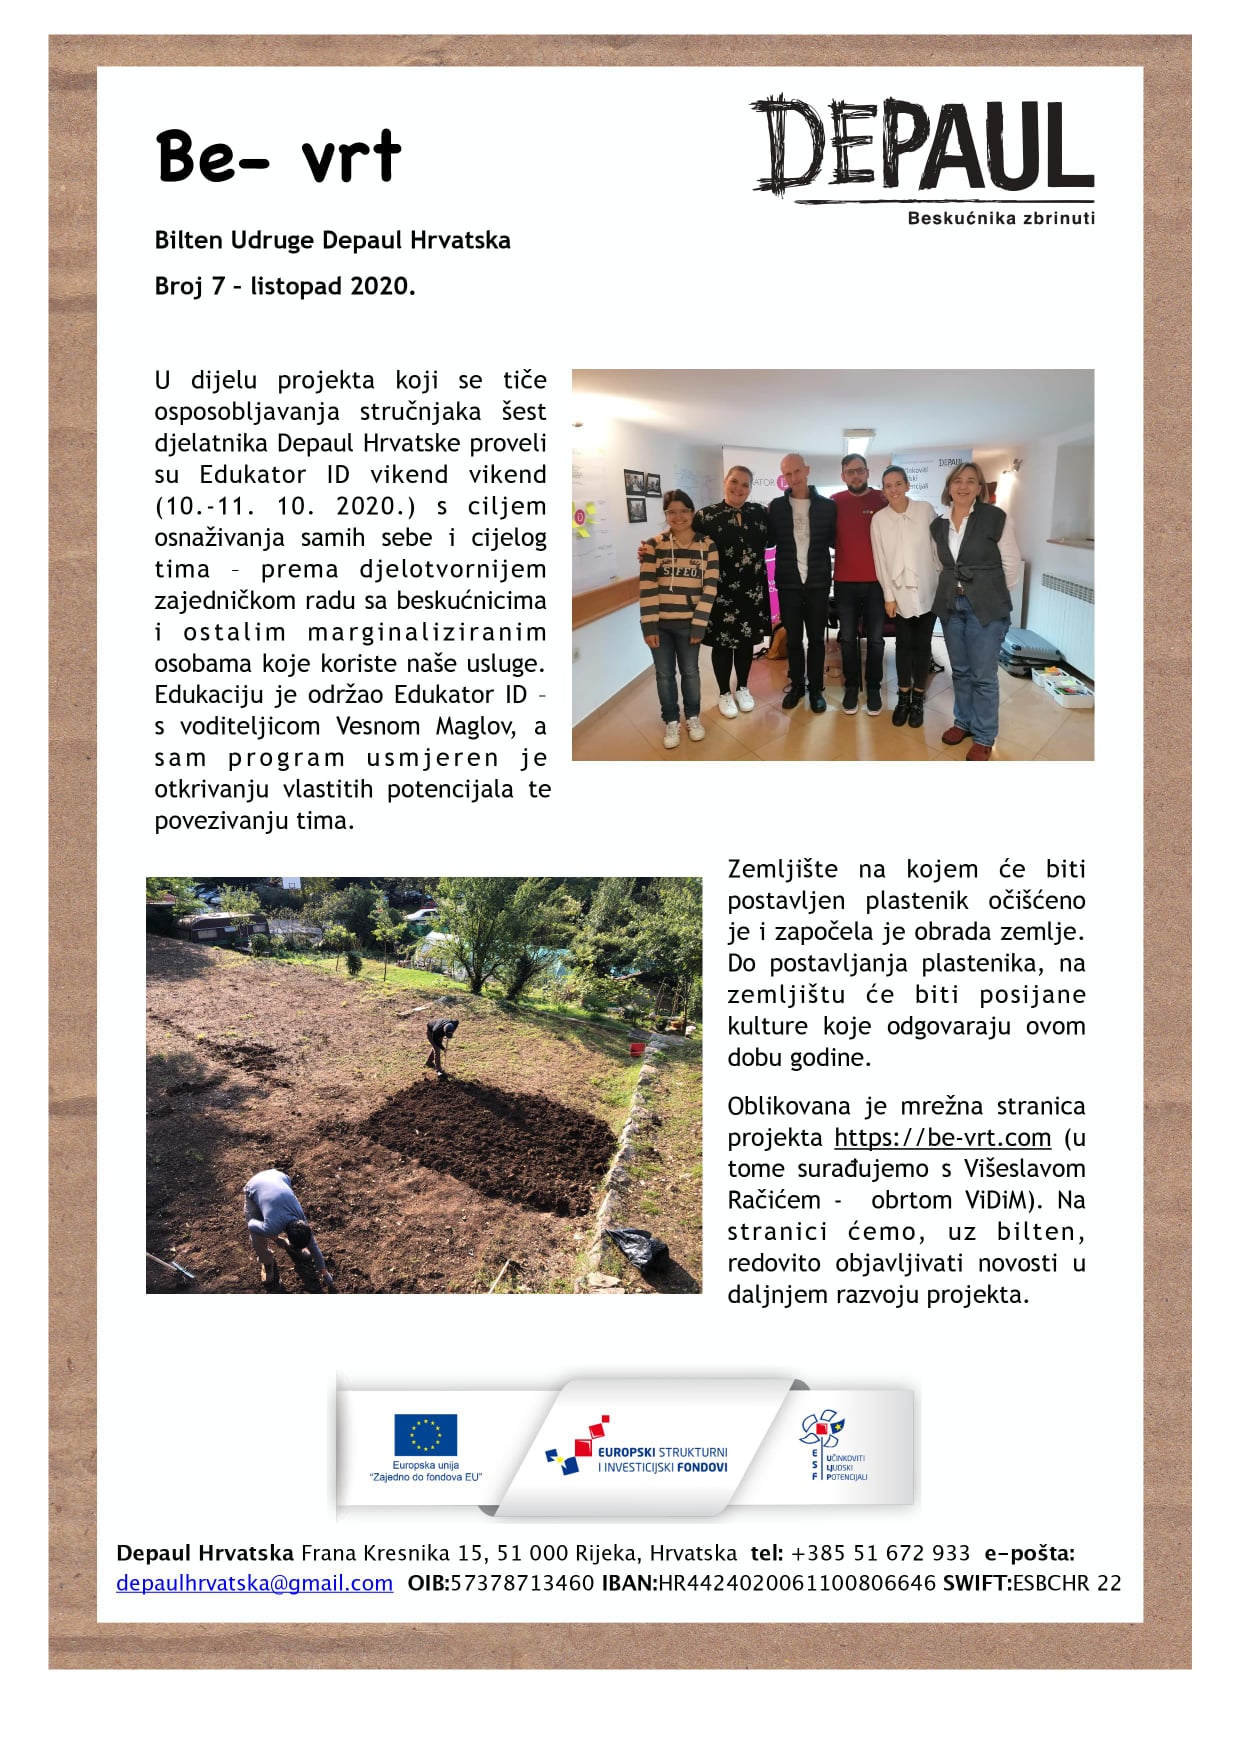 Be- vrt
DEPAUL
Beskućnika zbrinuti
Bilten Udruge Depaul Hrvatska
Broj 7 – listopad 2020.
U dijelu projekta koji se tiče
osposobljavanja stručnjaka šest
djelatnika Depaul Hrvatske proveli
su Edukator ID vikend vikend
(10.-11. 10. 2020.) s ciljem
osnaživanja samih sebe i cijelog
tima – prema djelotvornijem
zajedničkom radu sa beskućnicima
i ostalim marginaliziranim
osobama koje koriste naše usluge.
Edukaciju je održao Edukator ID –
s voditeljicom Vesnom Maglov, a
sam program usmjeren je
otkrivanju vlastitih potencijala te
povezivanju tima.
DEPAUL
Zemljište na kojem će biti
postavljen plastenik očišćeno
je i započela je obrada zemlje.
Do postavljanja plastenika, na
zemljištu će biti posijane
kulture koje odgovaraju ovom
dobu godine.
Oblikovana je mrežna stranica
projekta https://be-vrt.com (u
tome surađujemo s Višeslavom
Račićem - obrtom ViDiM). Na
stranici ćemo, uz bilten,
redovito objavljivati novosti u
daljnjem razvoju projekta.
Europska unija
"Zajedno do fondova EU"
EUROPSKI STRUKTURNI
I INVESTICIJSKI FONDOVI
ESF
UČINKOVITI
LJUDSKI
POTENCIJALI
Depaul Hrvatska Frana Kresnika 15, 51 000 Rijeka, Hrvatska tel: +385 51 672 933 e-pošta:
depaulhrvatska@gmail.com OIB:57378713460 IBAN:HR4424020061100806646 SWIFT:ESBCHR 22